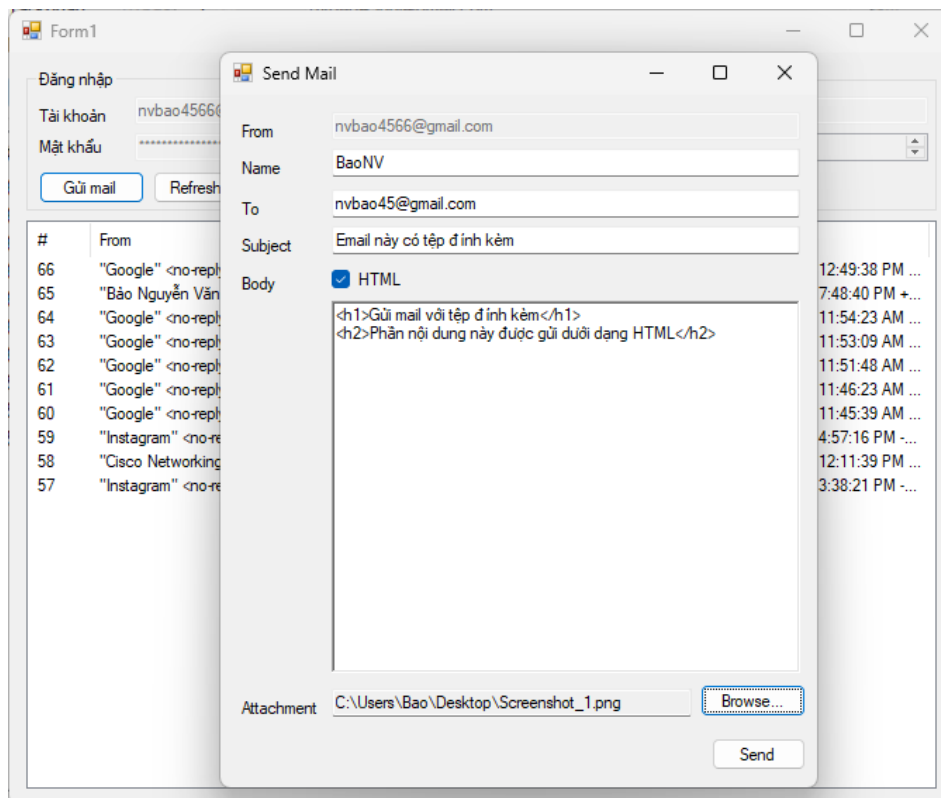 Form1
Đăng nhập
Tài khoản nvbao4566@
Mật khẩu ****************
Gửi mail Refresh
# From
66 "Google" <no-reply 12:49:38 PM ...
65 "Bảo Nguyễn Văn 7:48:40 PM +...
64 "Google" <no-reply 11:54:23 AM ...
63 "Google" <no-reply 11:53:09 AM ...
62 "Google" <no-reply 11:51:48 AM ...
61 "Google" <no-reply 11:46:23 AM ...
60 "Google" <no-reply 11:45:39 AM ...
59 "Instagram" <no-re 4:57:16 PM -...
58 "Cisco Networking 12:11:39 PM ...
57 "Instagram" <no-re 3:38:21 PM -...
Send Mail
From nvbao4566@gmail.com
Name BaoNV
To nvbao45@gmail.com
Subject Email này có tệp đính kèm
Body HTML
<h1>Gửi mail với tệp đính kèm</h1>
<h2>Phần nội dung này được gửi dưới dạng HTML</h2>
Attachment C:\Users\Bao\Desktop\Screenshot_1.png Browse...
Send